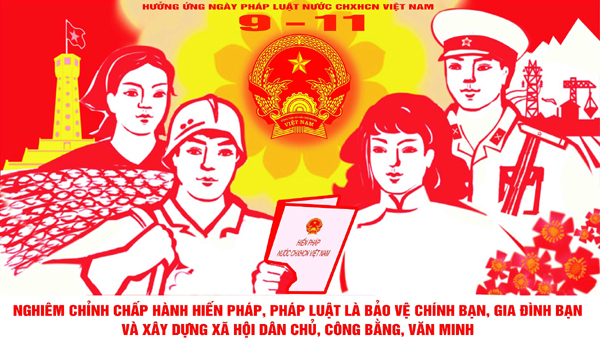 HƯỞNG ỨNG NGÀY PHÁP LUẬT NƯỚC CHXHCN VIỆT NAM
9 - 11
VIỆT NAM
HIẾN PHÁP
NƯỚC CHXHCN VIỆT NAM
NGHIÊM CHỈNH CHẤP HÀNH HIẾN PHÁP, PHÁP LUẬT LÀ BẢO VỆ CHÍNH BẠN, GIA ĐÌNH BẠN
VÀ XÂY DỰNG XÃ HỘI DÂN CHỦ, CÔNG BẰNG, VĂN MINH